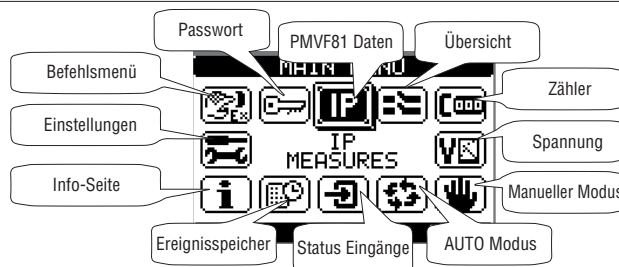 Passwort
PMVF81 Daten
Übersicht
Befehlsmenü
MAIN MENU
Zähler
Ex
IP
C
Einstellungen
IP
MEASURES
V
Spannung
Info-Seite
i
Manueller Modus
Ereignisspeicher
Status Eingänge
AUTO Modus